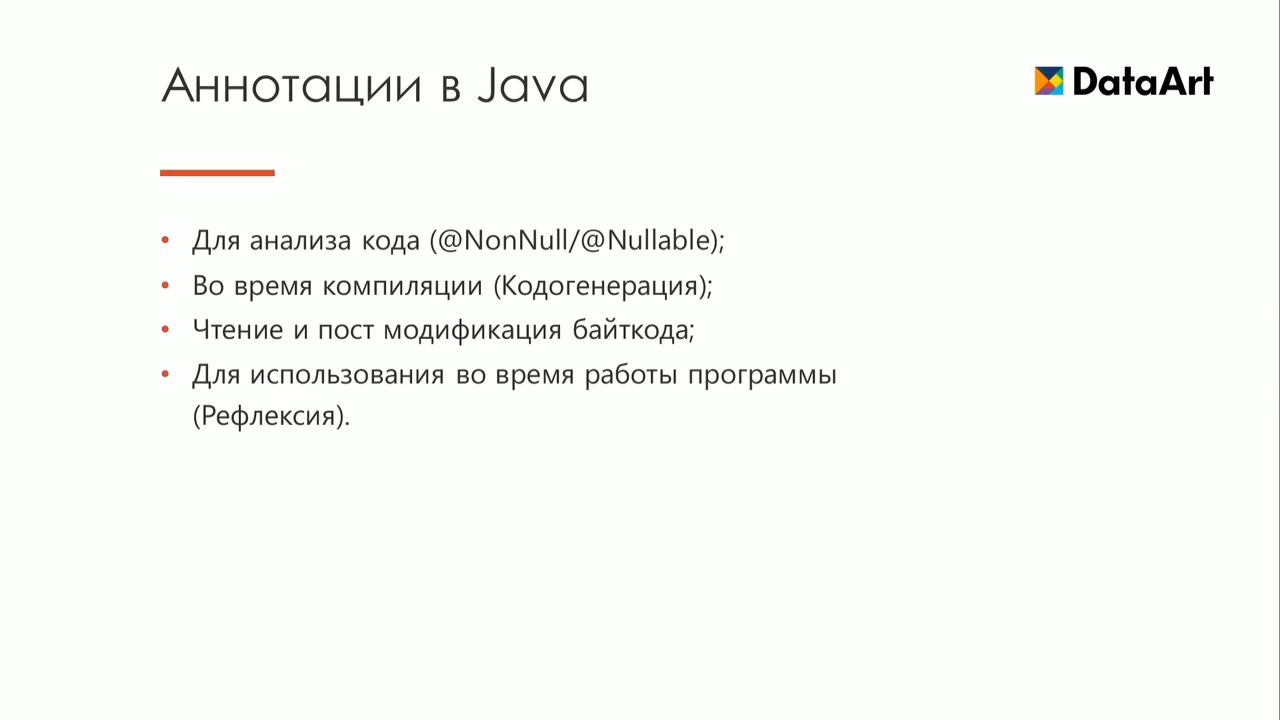 Аннотации в Java
DataArt
• Для анализа кода (@NonNull/@Nullable);
• Во время компиляции (Кодогенерация);
• Чтение и пост модификация байткода;
• Для использования во время работы программы
(Рефлексия).